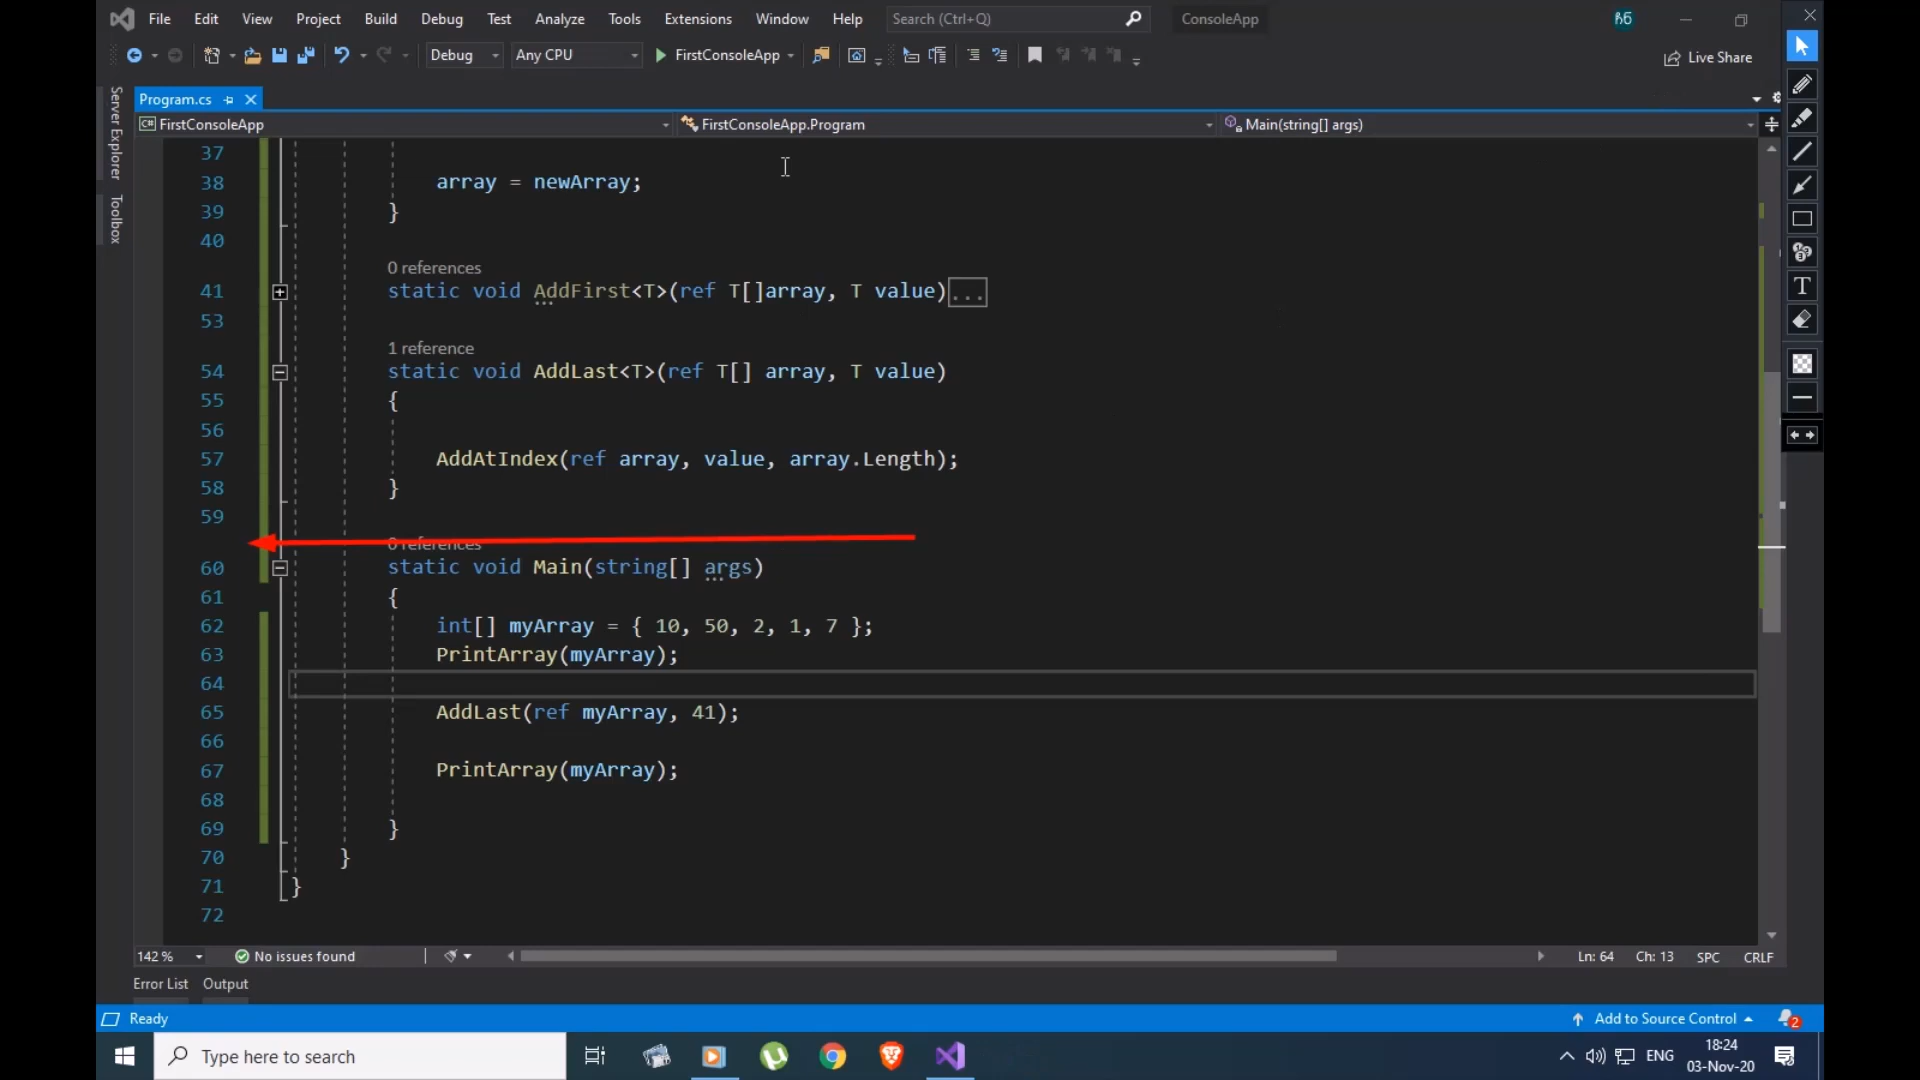 File Edit View Project Build Debug Test Analyze Tools Extensions Window Help Search (Ctrl+Q) ConsoleApp
Debug Any CPU FirstConsoleApp Live Share
Server Explorer
Toolbox
Program.cs
C# FirstConsoleApp FirstConsoleApp.Program Main(string[] args)
37
38 array = newArray;
39 }
40
0 references
41 static void AddFirst<T>(ref T[]array, T value)...
53
1 reference
54 static void AddLast<T>(ref T[] array, T value)
55 {
56
57 AddAtIndex(ref array, value, array.Length);
58 }
59
0 references
60 static void Main(string[] args)
61 {
62 int[] myArray = { 10, 50, 2, 1, 7 };
63 PrintArray(myArray);
64
65 AddLast(ref myArray, 41);
66
67 PrintArray(myArray);
68
69 }
70 }
71 }
72
142 % No issues found Ln: 64 Ch: 13 SPC CRLF
Error List Output
Ready Add to Source Control 2
Type here to search ENG 18:24
03-Nov-20